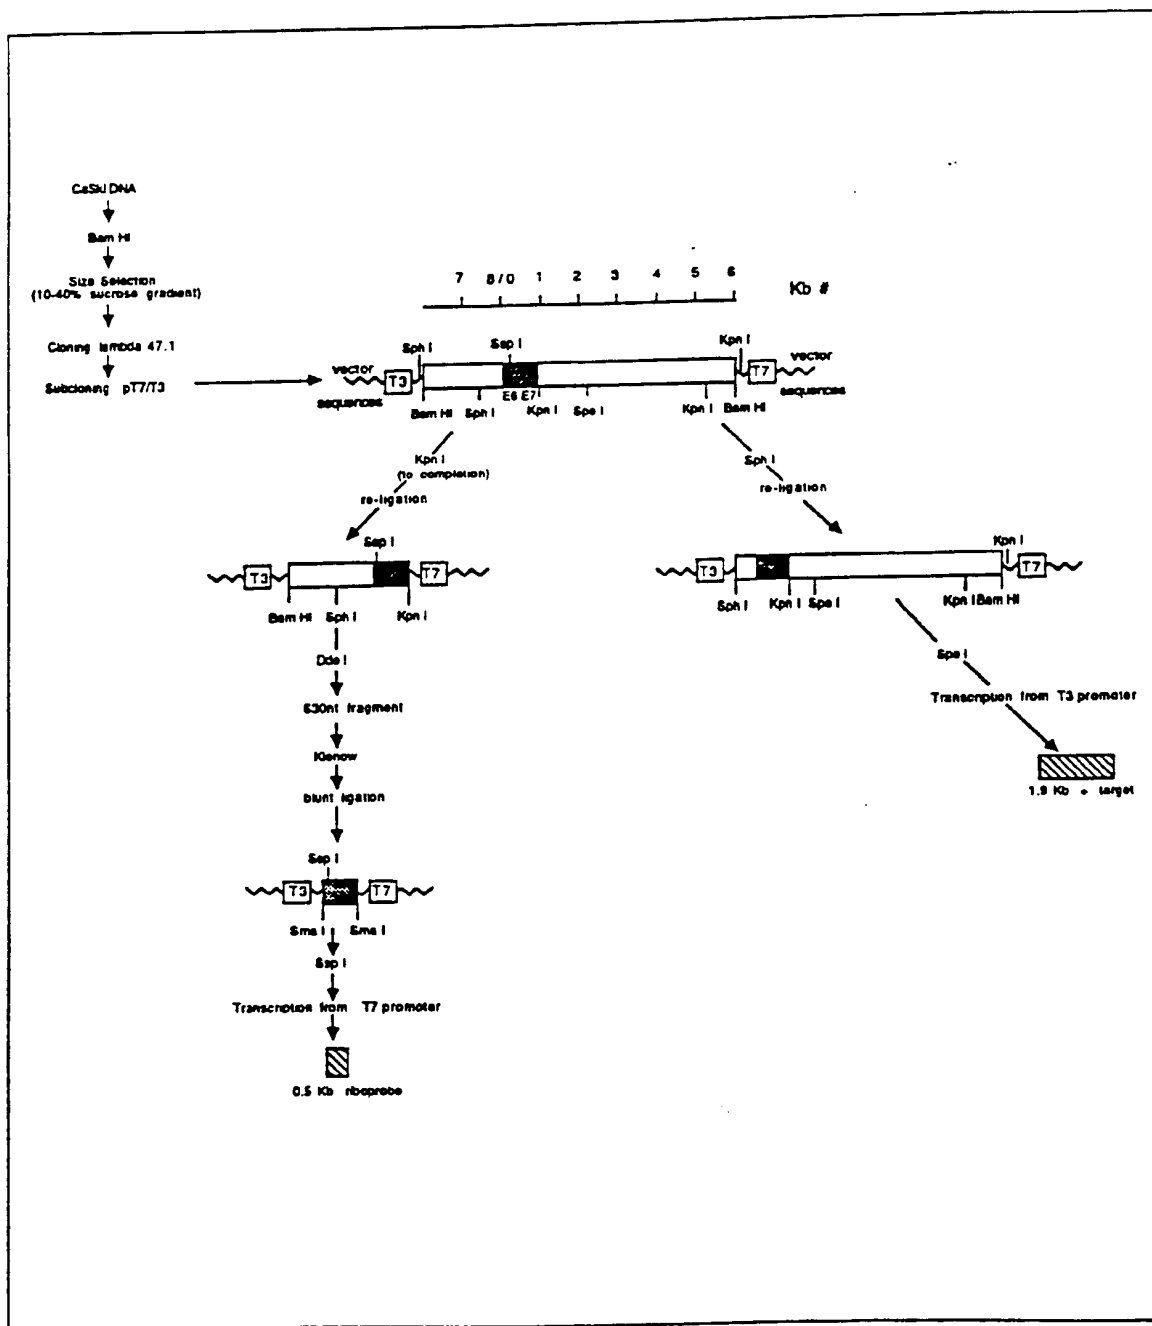 CaSki DNA
Bam HI
Size Selection
(10-40% sucrose gradient)
Cloning lambda 47.1
Subcloning pT7/T3
7 8/0 1 2 3 4 5 6 Kb #
Sph I Ssp I Kpn I
vector T3 T7 vector
sequences E6 E7 sequences
Bam HI Sph I Kpn I Spe I Kpn I Bam HI
Kpn I
(to completion)
re-ligation
Sph I
re-ligation
Ssp I
T3 T7
Bam HI Sph I Kpn I
Kpn I
T3 T7
Sph I Kpn I Spe I Kpn I Bam HI
Dde I
630nt fragment
Klenow
blunt ligation
Spe I
Transcription from T3 promoter
1.9 Kb + target
Ssp I
T3 T7
Sma I Sma I
Ssp I
Transcription from T7 promoter
0.5 Kb riboprobe